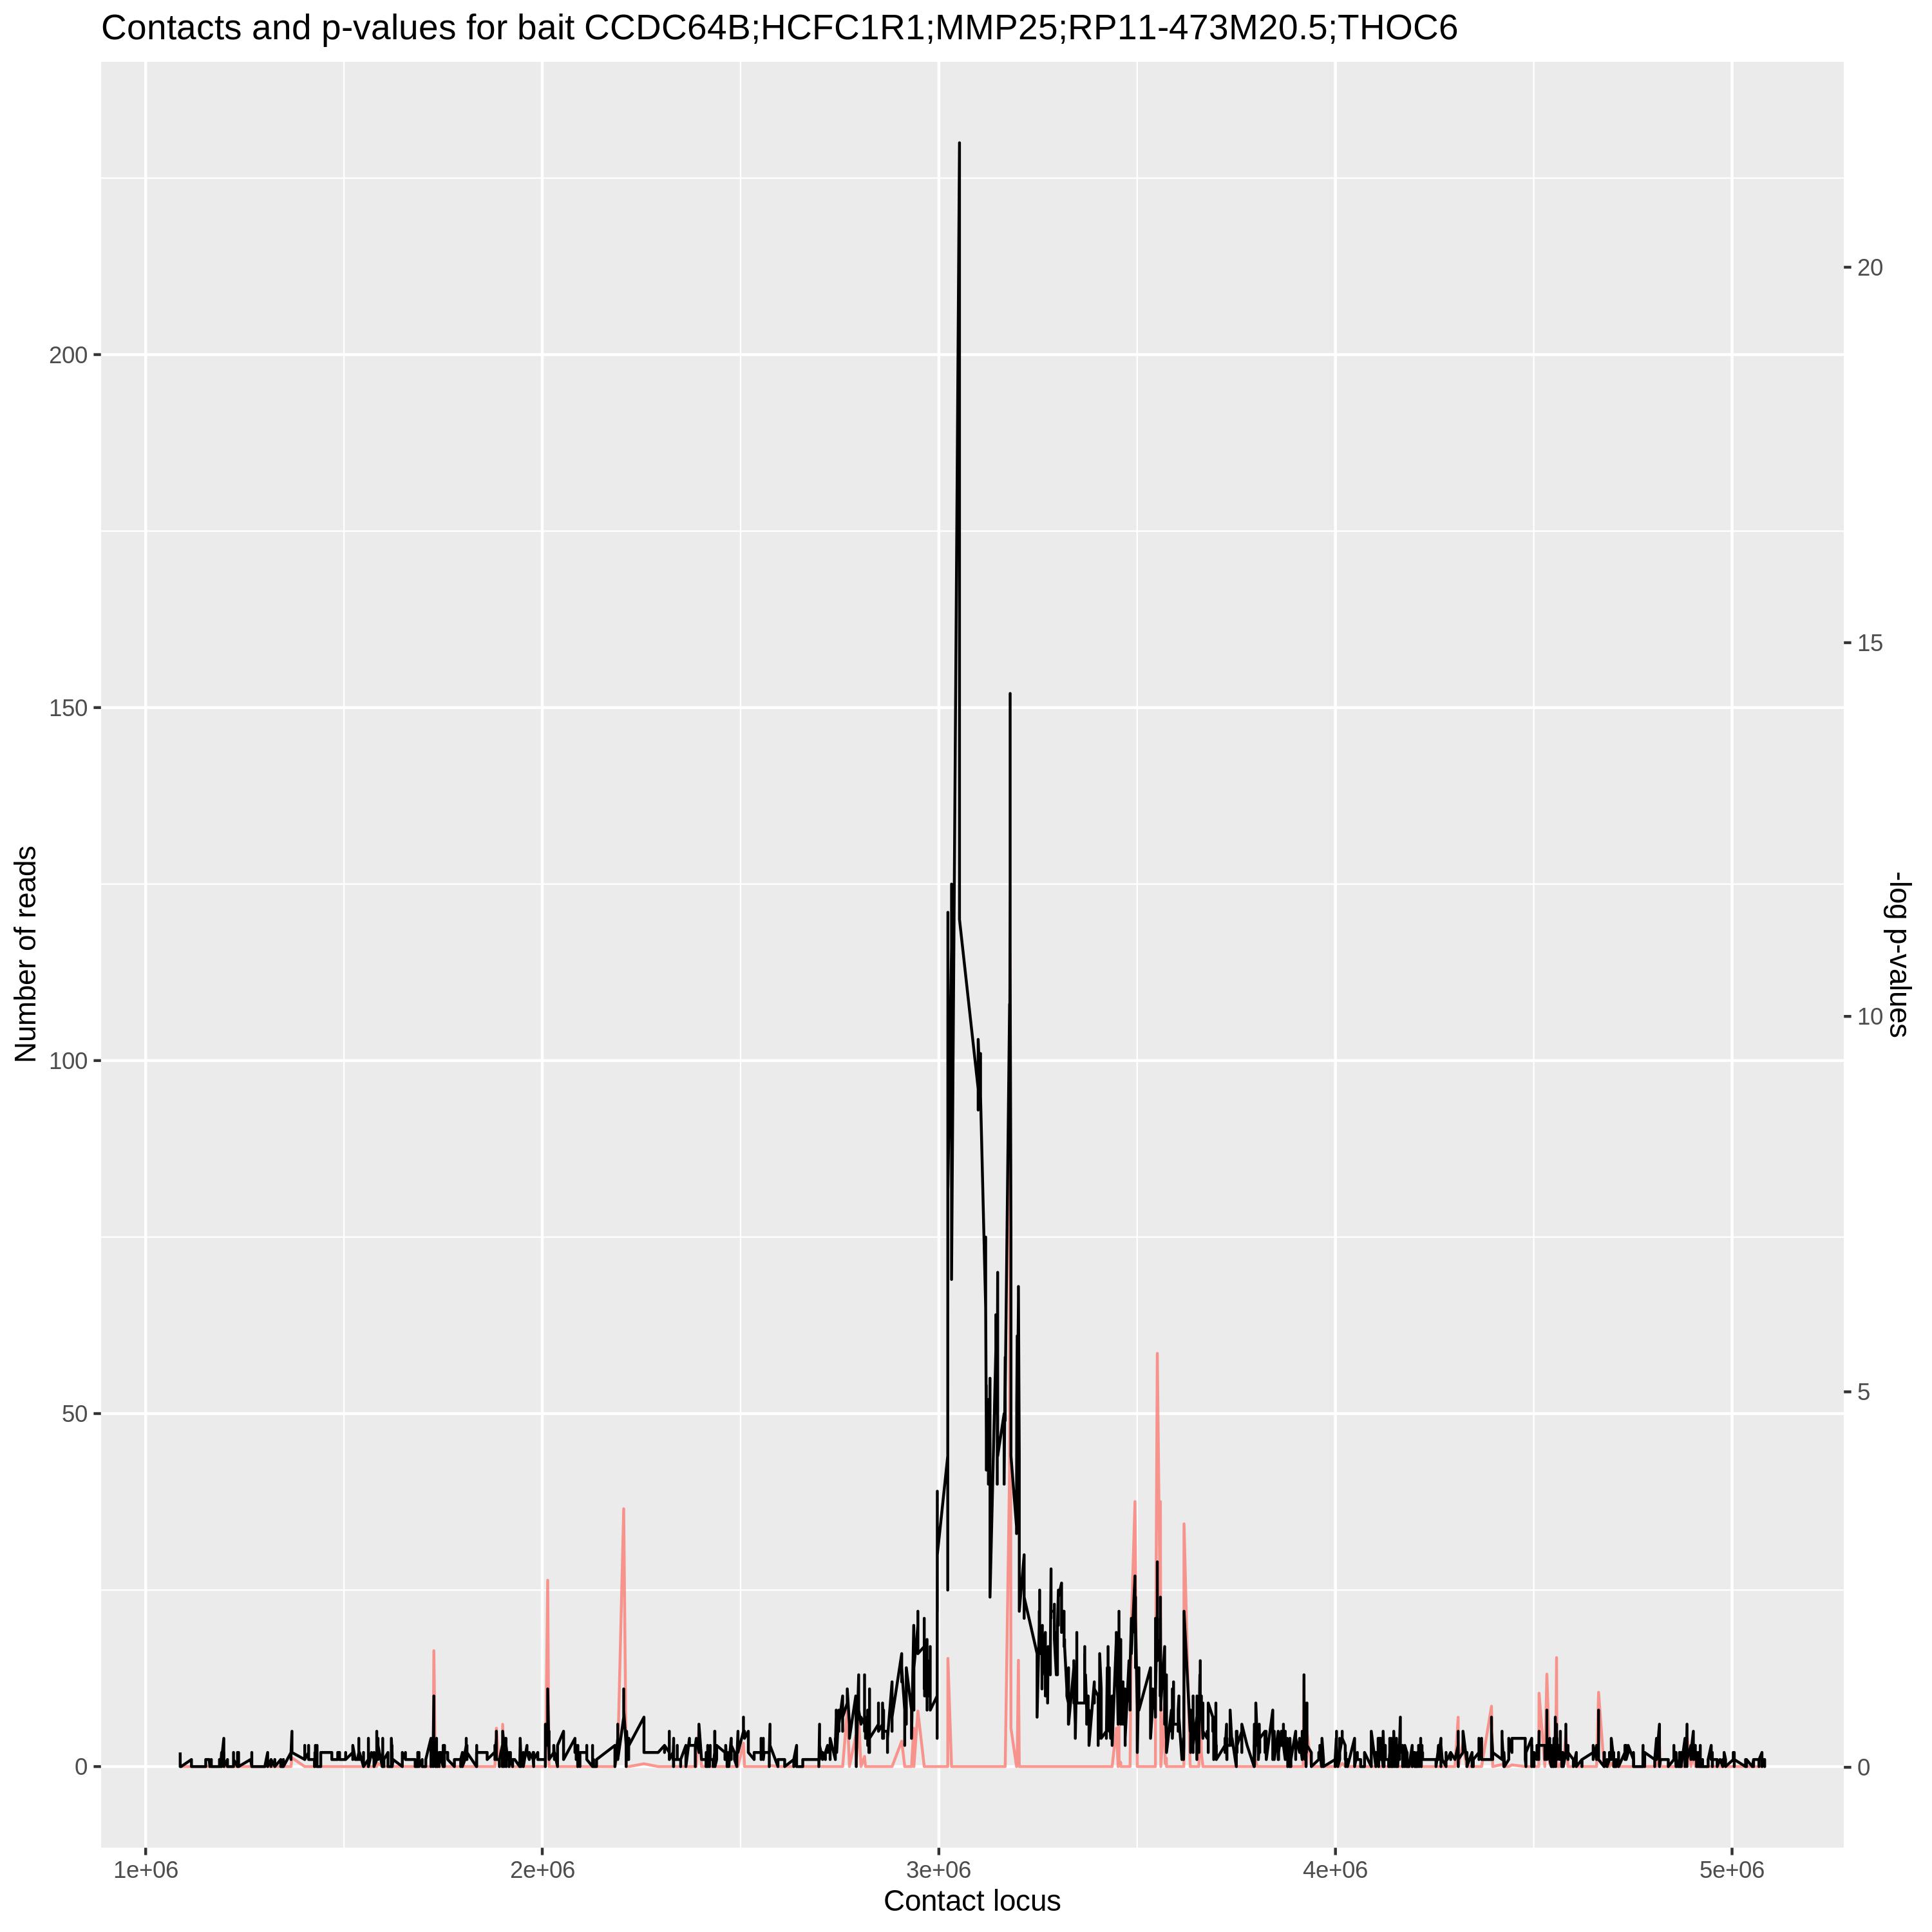 Contacts and p-values for bait CCDC64B;HCFC1R1;MMP25;RP11-473M20.5;THOC6
200
150
100
50
0
Number of reads
20
15
10
5
0
-log p-values
1e+06
2e+06
3e+06
4e+06
5e+06
Contact locus